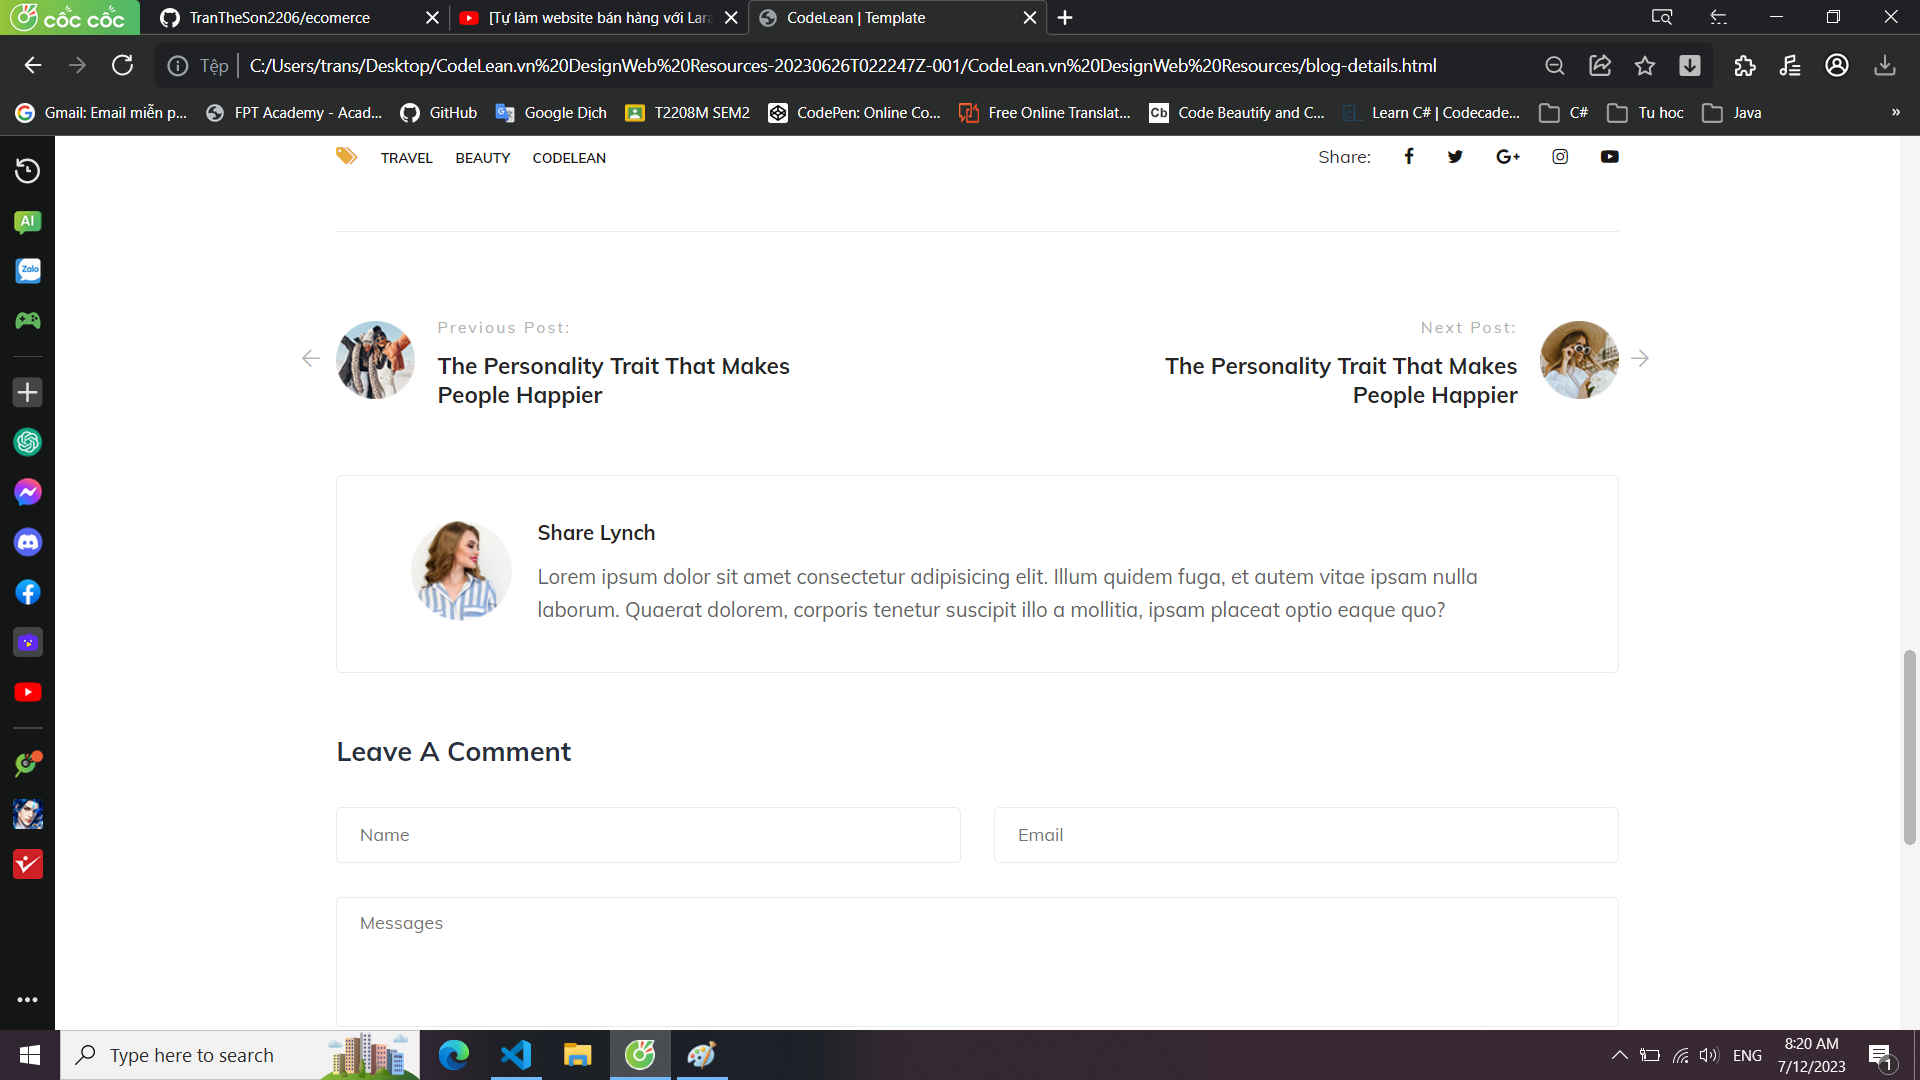 cốc cốc
TranTheSon2206/ecomerce
[Tự làm website bán hàng với Lara
CodeLean | Template
Tệp
C:/Users/trans/Desktop/CodeLean.vn%20DesignWeb%20Resources-20230626T022247Z-001/CodeLean.vn%20DesignWeb%20Resources/blog-details.html
Gmail: Email miễn p...
FPT Academy - Acad...
GitHub
Google Dịch
T2208M SEM2
CodePen: Online Co...
Free Online Translat...
Cb
Code Beautify and C...
Learn C# | Codecade...
C#
Tu hoc
Java
»
AI
Zalo
TRAVEL
BEAUTY
CODELEAN
Share:
Previous Post:
The Personality Trait That Makes
People Happier
Next Post:
The Personality Trait That Makes
People Happier
Share Lynch
Lorem ipsum dolor sit amet consectetur adipisicing elit. Illum quidem fuga, et autem vitae ipsam nulla
laborum. Quaerat dolorem, corporis tenetur suscipit illo a mollitia, ipsam placeat optio eaque quo?
Leave A Comment
Name
Email
Messages
Type here to search
ENG
8:20 AM
7/12/2023
1